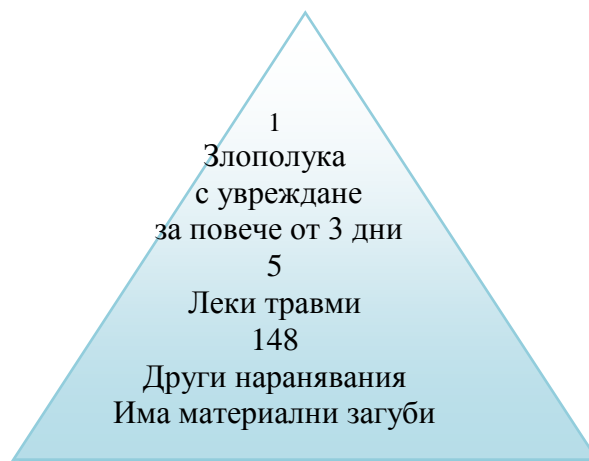 1
Злополука
с увреждане
за повече от 3 дни
5
Леки травми
148
Други наранявания
Има материални загуби